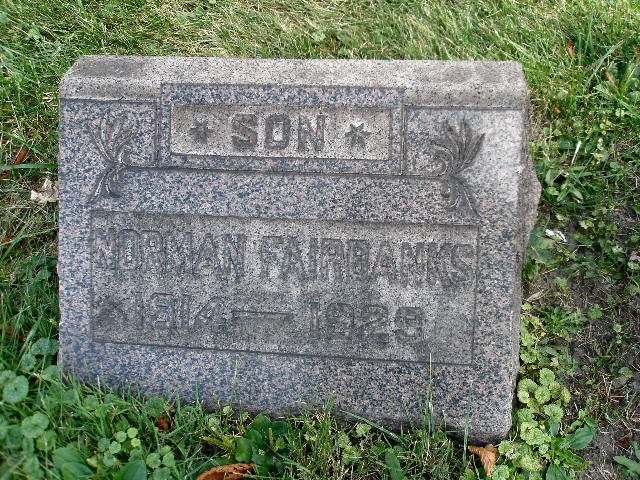 ★ SON ★
NORMAN FAIRBANKS
1914 — 1929